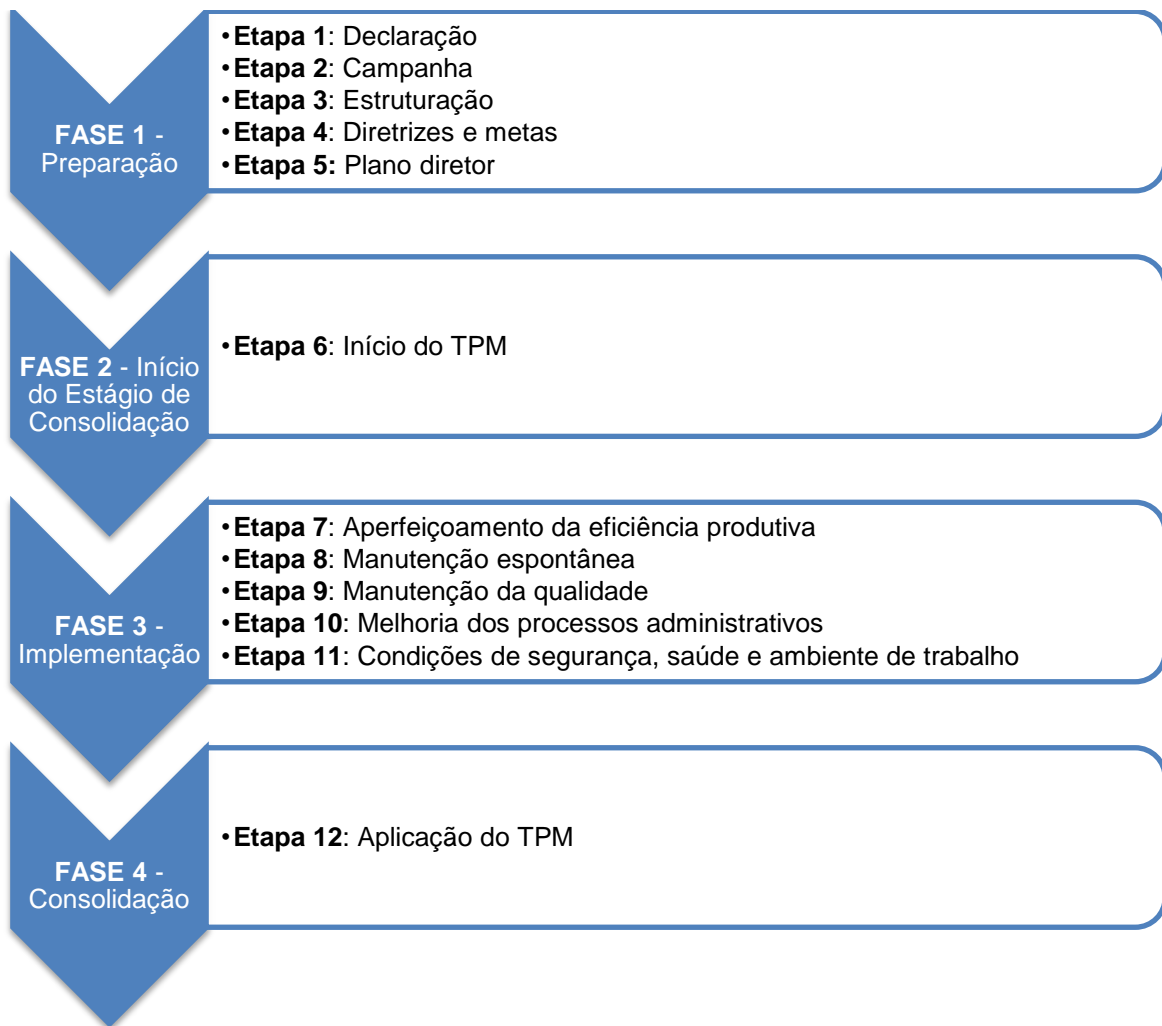 FASE 1 -
Preparação
•Etapa 1: Declaração
•Etapa 2: Campanha
•Etapa 3: Estruturação
•Etapa 4: Diretrizes e metas
•Etapa 5: Plano diretor
FASE 2 - Início
do Estágio de
Consolidação
•Etapa 6: Início do TPM
FASE 3 -
Implementação
•Etapa 7: Aperfeiçoamento da eficiência produtiva
•Etapa 8: Manutenção espontânea
•Etapa 9: Manutenção da qualidade
•Etapa 10: Melhoria dos processos administrativos
•Etapa 11: Condições de segurança, saúde e ambiente de trabalho
FASE 4 -
Consolidação
•Etapa 12: Aplicação do TPM